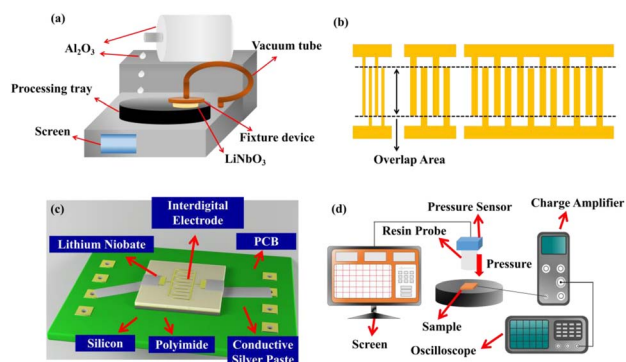 (a)
Al₂O₃
Vacuum tube
Processing tray
Screen
Fixture device
LiNbO₃
(b)
Overlap Area
(c)
Interdigital
Electrode
Lithium Niobate
PCB
Silicon
Polyimide
Conductive
Silver Paste
(d)
Pressure Sensor
Charge Amplifier
Resin Probe
Pressure
Screen
Sample
Oscilloscope